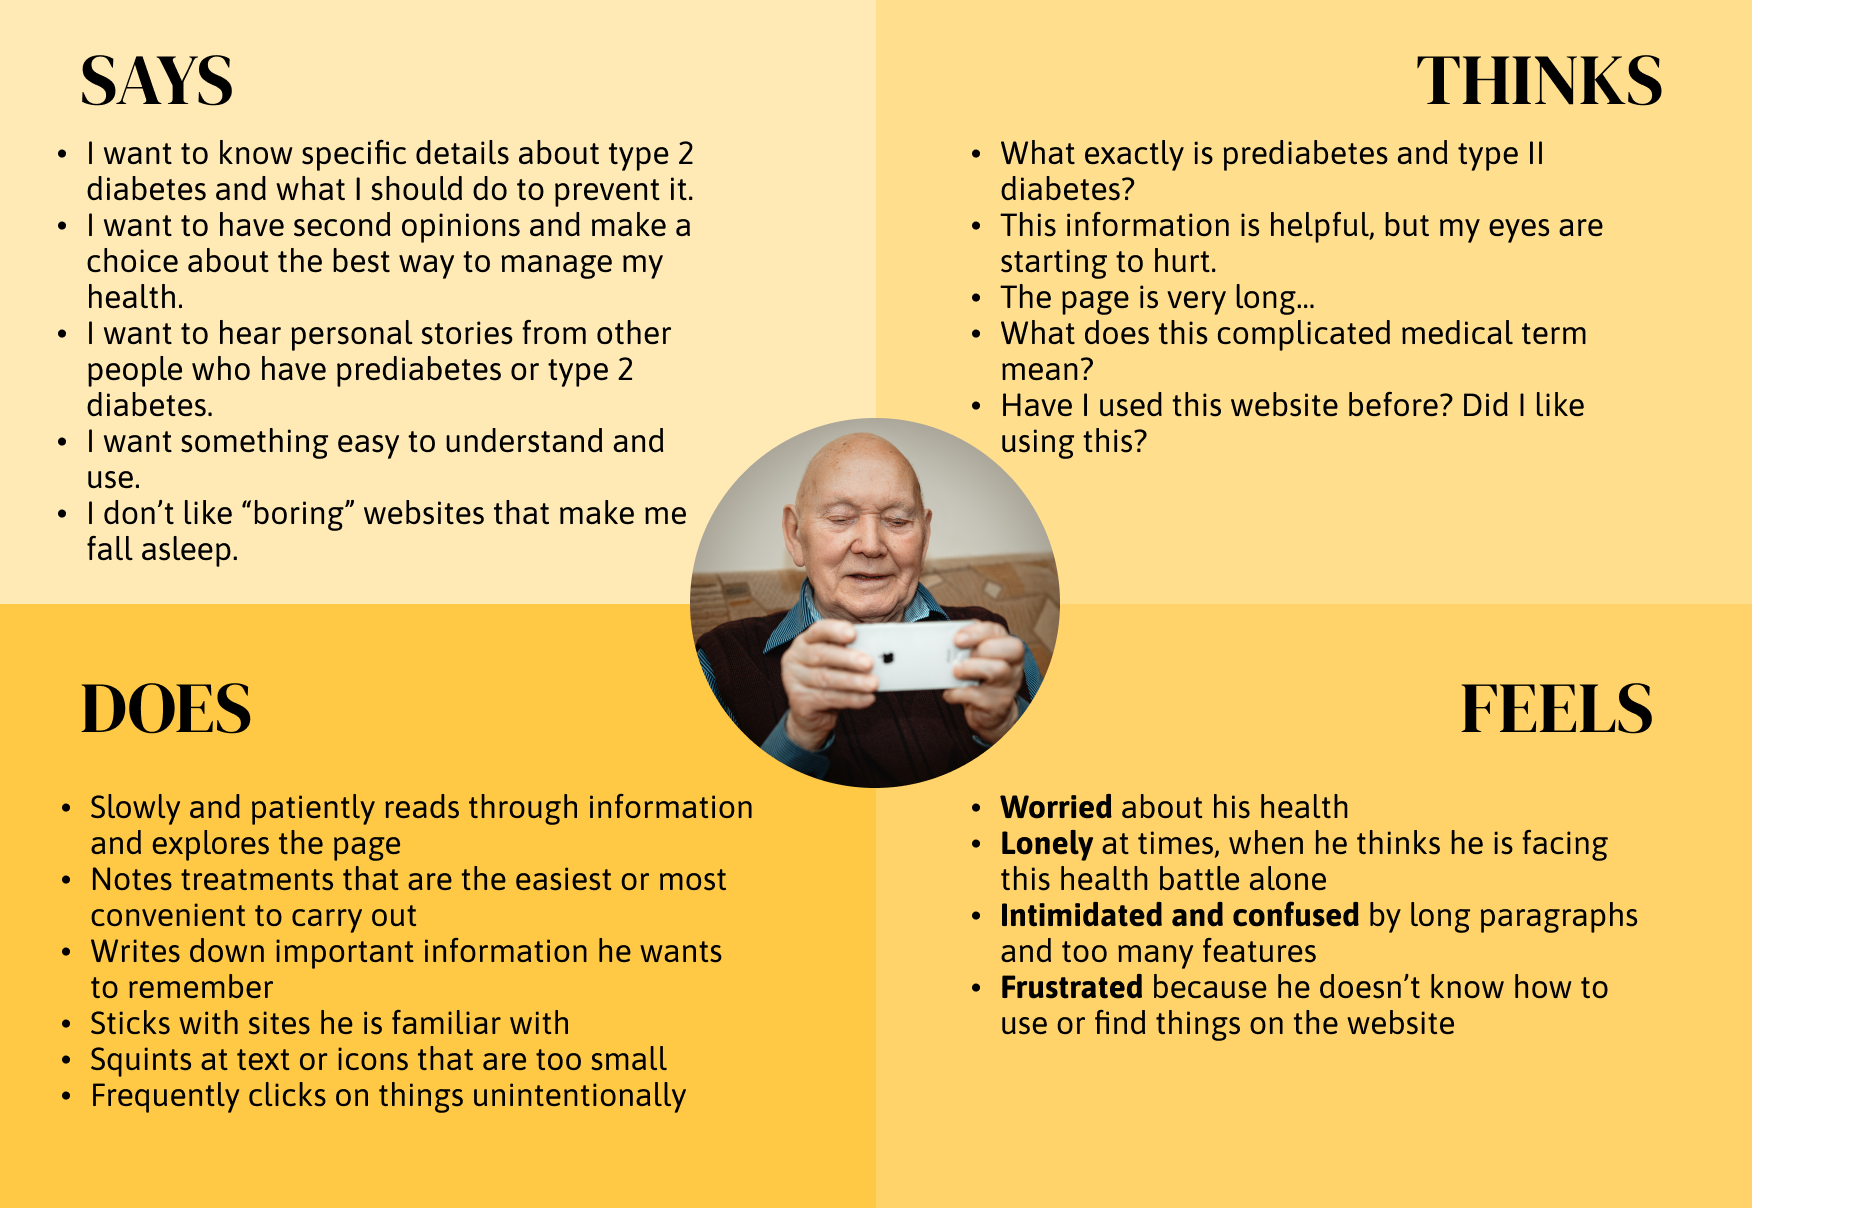 SAYS
• I want to know specific details about type 2
diabetes and what I should do to prevent it.
• I want to have second opinions and make a
choice about the best way to manage my
health.
• I want to hear personal stories from other
people who have prediabetes or type 2
diabetes.
• I want something easy to understand and
use.
• I don’t like “boring” websites that make me
fall asleep.
THINKS
• What exactly is prediabetes and type II
diabetes?
• This information is helpful, but my eyes are
starting to hurt.
• The page is very long...
• What does this complicated medical term
mean?
• Have I used this website before? Did I like
using this?
DOES
• Slowly and patiently reads through information
and explores the page
• Notes treatments that are the easiest or most
convenient to carry out
• Writes down important information he wants
to remember
• Sticks with sites he is familiar with
• Squints at text or icons that are too small
• Frequently clicks on things unintentionally
FEELS
• Worried about his health
• Lonely at times, when he thinks he is facing
this health battle alone
• Intimidated and confused by long paragraphs
and too many features
• Frustrated because he doesn’t know how to
use or find things on the website